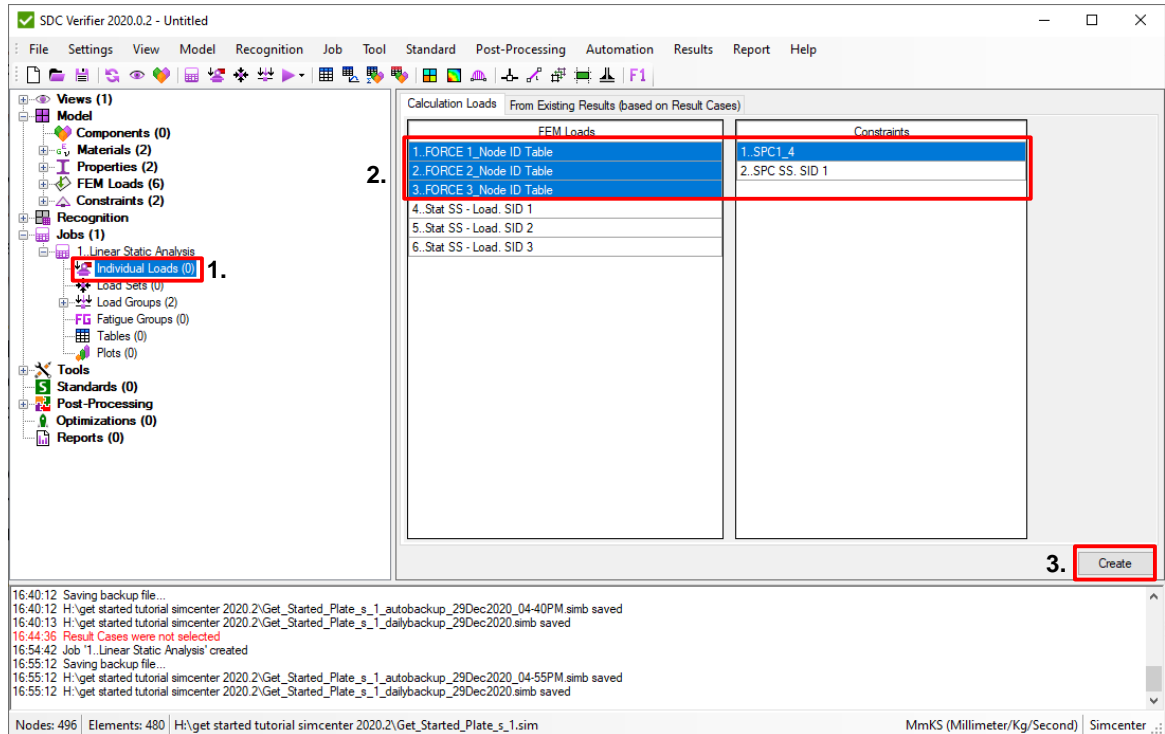 SDC Verifier 2020.0.2 - Untitled
File Settings View Model Recognition Job Tool Standard Post-Processing Automation Results Report Help
F1
Views (1)
Model
Components (0)
Materials (2)
Properties (2)
FEM Loads (6)
Constraints (2)
Recognition
Jobs (1)
1..Linear Static Analysis
Individual Loads (0)
1.
Load Sets (0)
Load Groups (2)
FG Fatigue Groups (0)
Tables (0)
Plots (0)
Tools
S Standards (0)
Post-Processing
Optimizations (0)
Reports (0)
Calculation Loads From Existing Results (based on Result Cases)
FEM Loads Constraints
2.
1..FORCE 1_Node ID Table 1..SPC1_4
2..FORCE 2_Node ID Table 2..SPC SS. SID 1
3..FORCE 3_Node ID Table
4..Stat SS - Load. SID 1
5..Stat SS - Load. SID 2
6..Stat SS - Load. SID 3
3. Create
16:40:12 Saving backup file...
16:40:12 H:\get started tutorial simcenter 2020.2\Get_Started_Plate_s_1_autobackup_29Dec2020_04-40PM.simb saved
16:40:13 H:\get started tutorial simcenter 2020.2\Get_Started_Plate_s_1_dailybackup_29Dec2020.simb saved
16:44:36 Result Cases were not selected
16:54:42 Job '1..Linear Static Analysis' created
16:55:12 Saving backup file...
16:55:12 H:\get started tutorial simcenter 2020.2\Get_Started_Plate_s_1_autobackup_29Dec2020_04-55PM.simb saved
16:55:12 H:\get started tutorial simcenter 2020.2\Get_Started_Plate_s_1_dailybackup_29Dec2020.simb saved
Nodes: 496 Elements: 480 H:\get started tutorial simcenter 2020.2\Get_Started_Plate_s_1.sim MmKS (Millimeter/Kg/Second) Simcenter